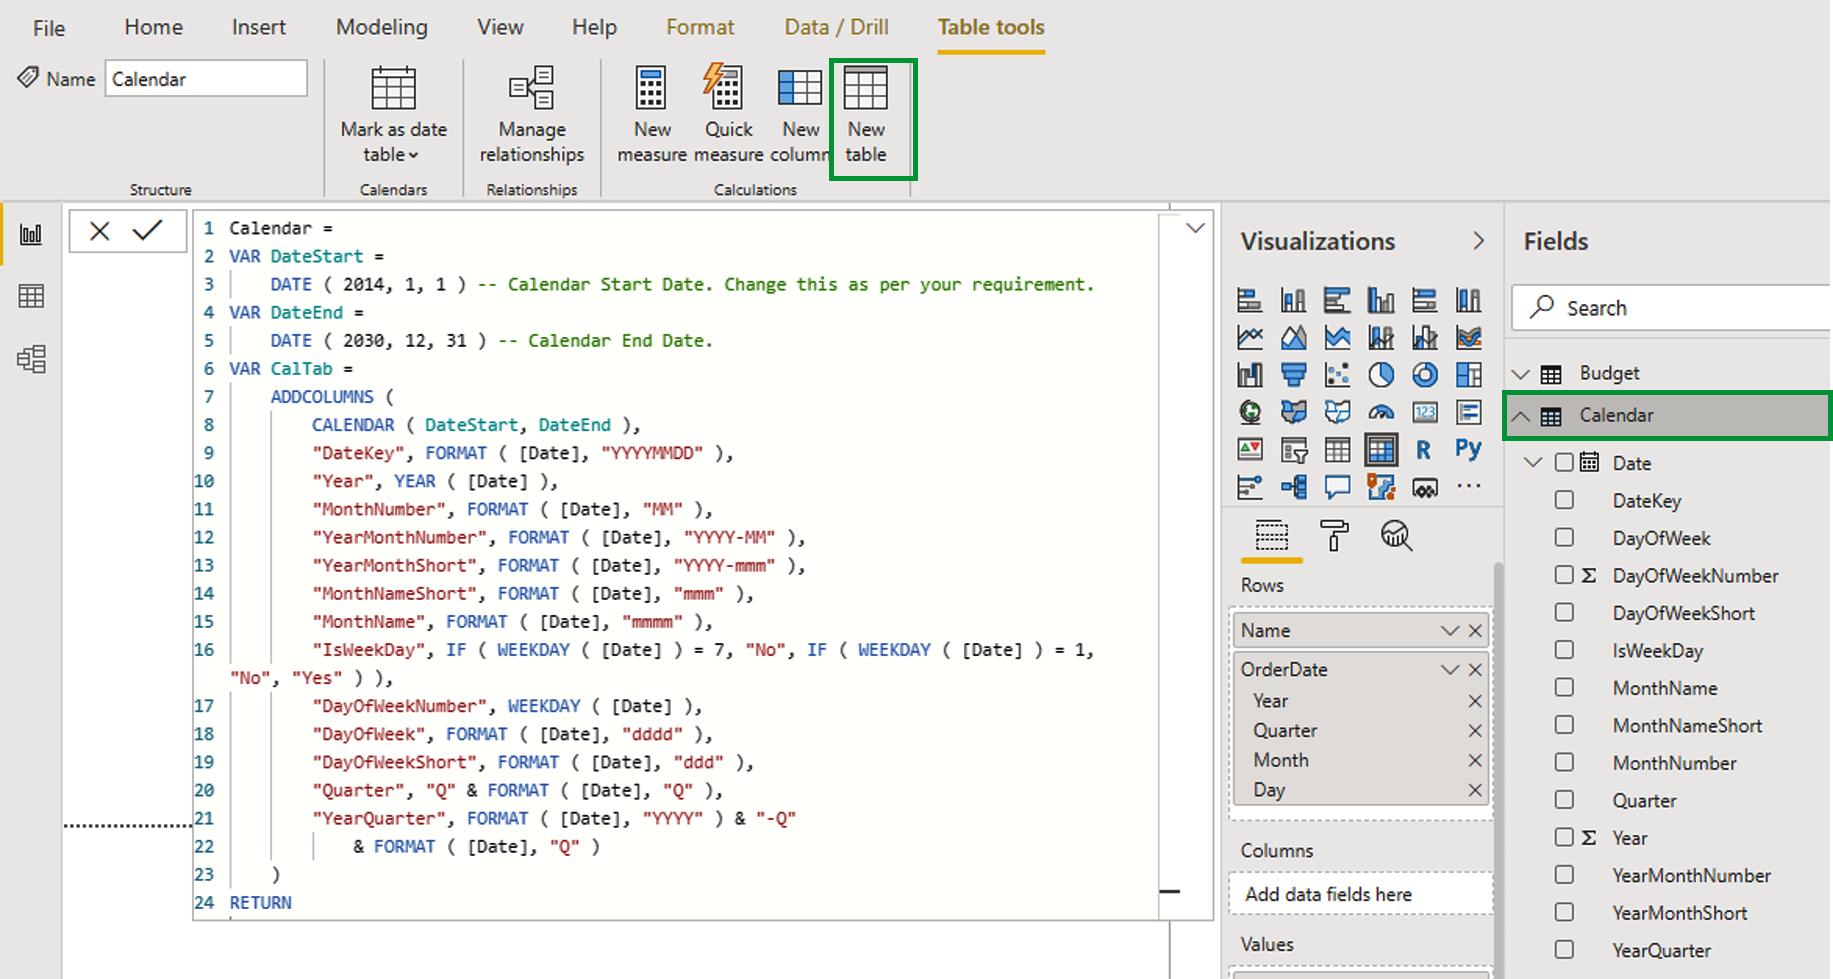 File Home Insert Modeling View Help Format Data / Drill Table tools
Name Calendar
Mark as date table
Manage relationships
New measure
Quick measure
New column
New table
Structure Calendars Relationships Calculations
1 Calendar =
2 VAR DateStart =
3 DATE ( 2014, 1, 1 ) -- Calendar Start Date. Change this as per your requirement.
4 VAR DateEnd =
5 DATE ( 2030, 12, 31 ) -- Calendar End Date.
6 VAR CalTab =
7 ADDCOLUMNS (
8 CALENDAR ( DateStart, DateEnd ),
9 "DateKey", FORMAT ( [Date], "YYYYMMDD" ),
10 "Year", YEAR ( [Date] ),
11 "MonthNumber", FORMAT ( [Date], "MM" ),
12 "YearMonthNumber", FORMAT ( [Date], "YYYY-MM" ),
13 "YearMonthShort", FORMAT ( [Date], "YYYY-mmm" ),
14 "MonthNameShort", FORMAT ( [Date], "mmm" ),
15 "MonthName", FORMAT ( [Date], "mmmm" ),
16 "IsWeekDay", IF ( WEEKDAY ( [Date] ) = 7, "No", IF ( WEEKDAY ( [Date] ) = 1,
"No", "Yes" ) ),
17 "DayOfWeekNumber", WEEKDAY ( [Date] ),
18 "DayOfWeek", FORMAT ( [Date], "dddd" ),
19 "DayOfWeekShort", FORMAT ( [Date], "ddd" ),
20 "Quarter", "Q" & FORMAT ( [Date], "Q" ),
21 "YearQuarter", FORMAT ( [Date], "YYYY" ) & "-Q"
22 & FORMAT ( [Date], "Q" )
23 )
24 RETURN
Visualizations
123
R Py
Rows
Name
OrderDate
Year
Quarter
Month
Day
Columns
Add data fields here
Values
Fields
Search
Budget
Calendar
Date
DateKey
DayOfWeek
Σ DayOfWeekNumber
DayOfWeekShort
IsWeekDay
MonthName
MonthNameShort
MonthNumber
Quarter
Σ Year
YearMonthNumber
YearMonthShort
YearQuarter